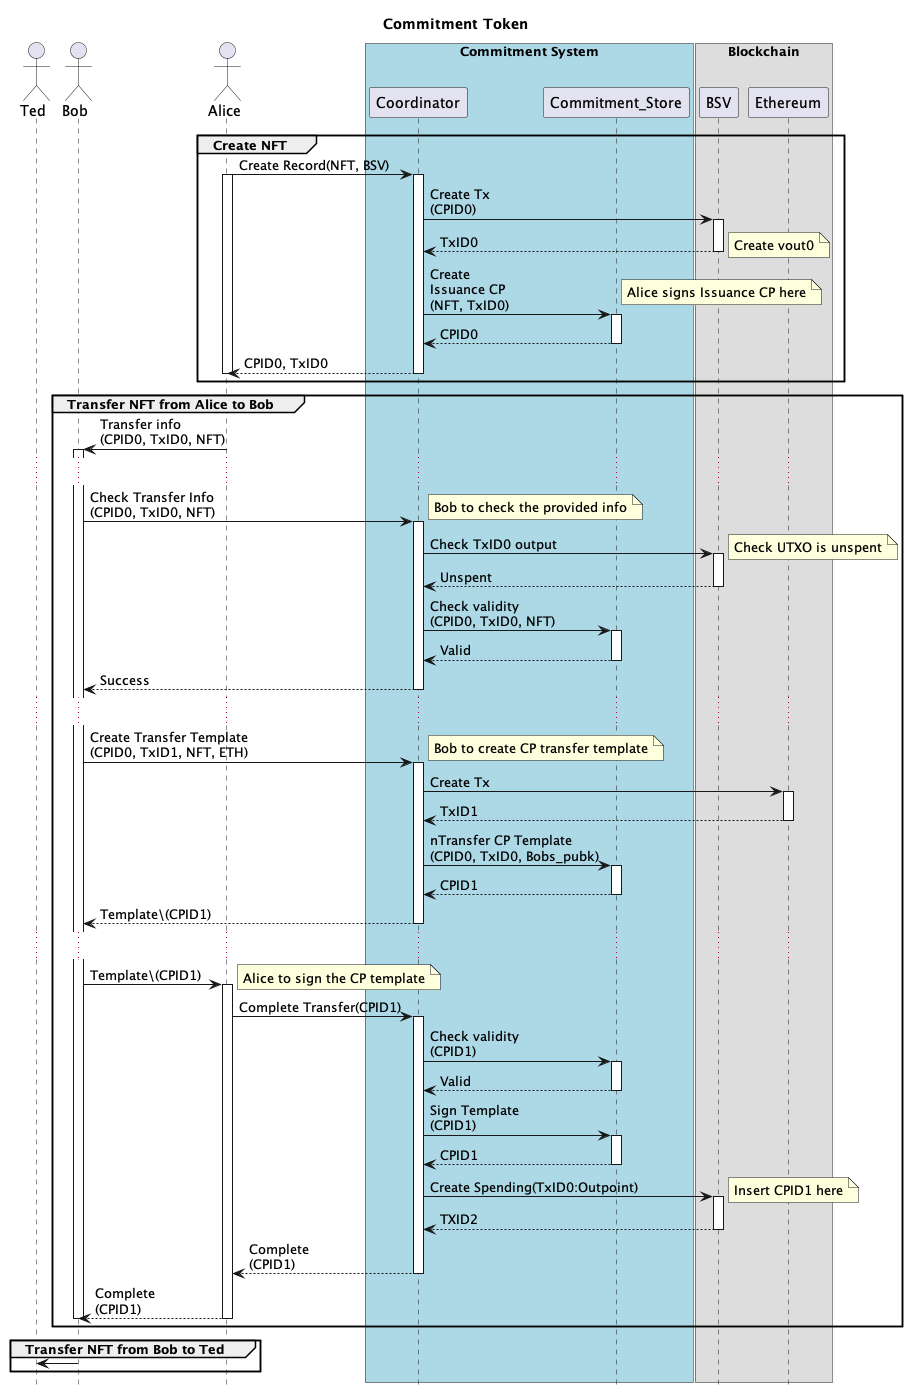 Commitment Token
Commitment System
Blockchain
Ted
Bob
Alice
Coordinator
Commitment_Store
BSV
Ethereum
Create NFT
Create Record(NFT, BSV)
Create Tx
(CPID0)
TxID0
Create vout0
Create
Issuance CP
(NFT, TxID0)
Alice signs Issuance CP here
CPID0
CPID0, TxID0
Transfer NFT from Alice to Bob
Transfer info
(CPID0, TxID0, NFT)
Check Transfer Info
(CPID0, TxID0, NFT)
Bob to check the provided info
Check TxID0 output
Check UTXO is unspent
Unspent
Check validity
(CPID0, TxID0, NFT)
Valid
Success
Create Transfer Template
(CPID0, TxID1, NFT, ETH)
Bob to create CP transfer template
Create Tx
TxID1
nTransfer CP Template
(CPID0, TxID0, Bobs_pubk)
CPID1
Template\(CPID1)
Template\(CPID1)
Alice to sign the CP template
Complete Transfer(CPID1)
Check validity
(CPID1)
Valid
Sign Template
(CPID1)
CPID1
Create Spending(TxID0:Outpoint)
Insert CPID1 here
TXID2
Complete
(CPID1)
Complete
(CPID1)
Transfer NFT from Bob to Ted